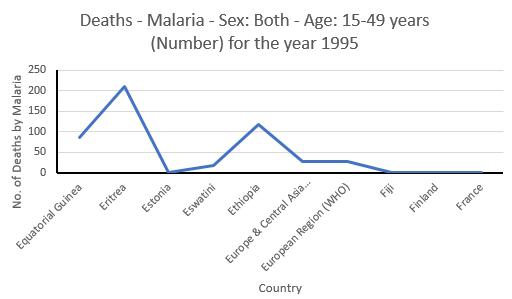 Deaths - Malaria - Sex: Both - Age: 15-49 years
(Number) for the year 1995
No. of Deaths by Malaria
250
200
150
100
50
0
Equatorial Guinea
Eritrea
Estonia
Eswatini
Ethiopia
Europe & Central Asia...
European Region (WHO)
Fiji
Finland
France
Country